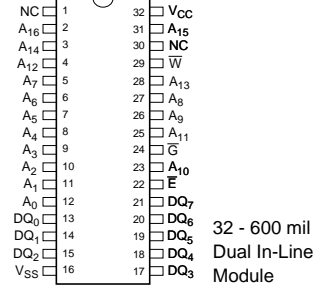 NC 1 32 VCC
A16 2 31 A15
A14 3 30 NC
A12 4 29 W̅
A7 5 28 A13
A6 6 27 A8
A5 7 26 A9
A4 8 25 A11
A3 9 24 G̅
A2 10 23 A10
A1 11 22 E̅
A0 12 21 DQ7
DQ0 13 20 DQ6
DQ1 14 19 DQ5
DQ2 15 18 DQ4
VSS 16 17 DQ3
32 - 600 mil
Dual In-Line
Module